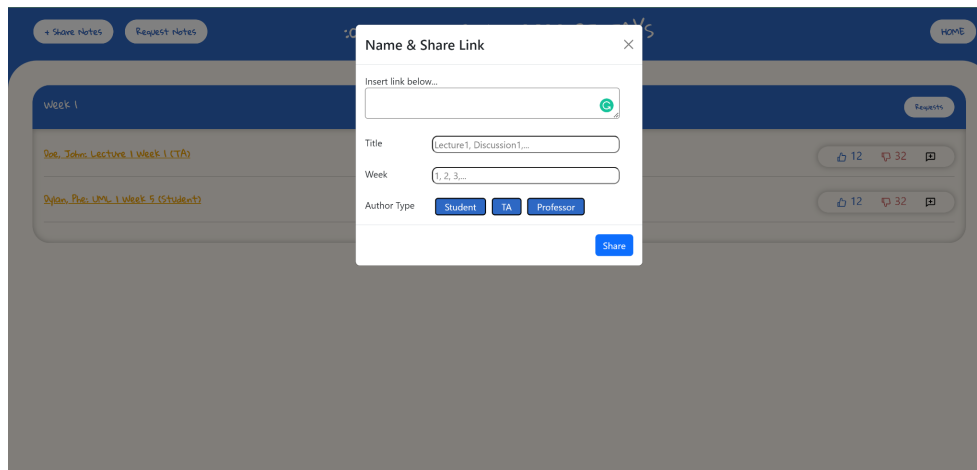 + Share Notes
Request Notes
HOME
Name & Share Link
Insert link below...
Title
Lecture1, Discussion1,...
Week
1, 2, 3,...
Author Type
Student
TA
Professor
Share
Week 1
Requests
Doe, John: Lecture 1 Week 1 (TA)
12
32
Dylan, Phe: UML 1 Week 5 (Student)
12
32